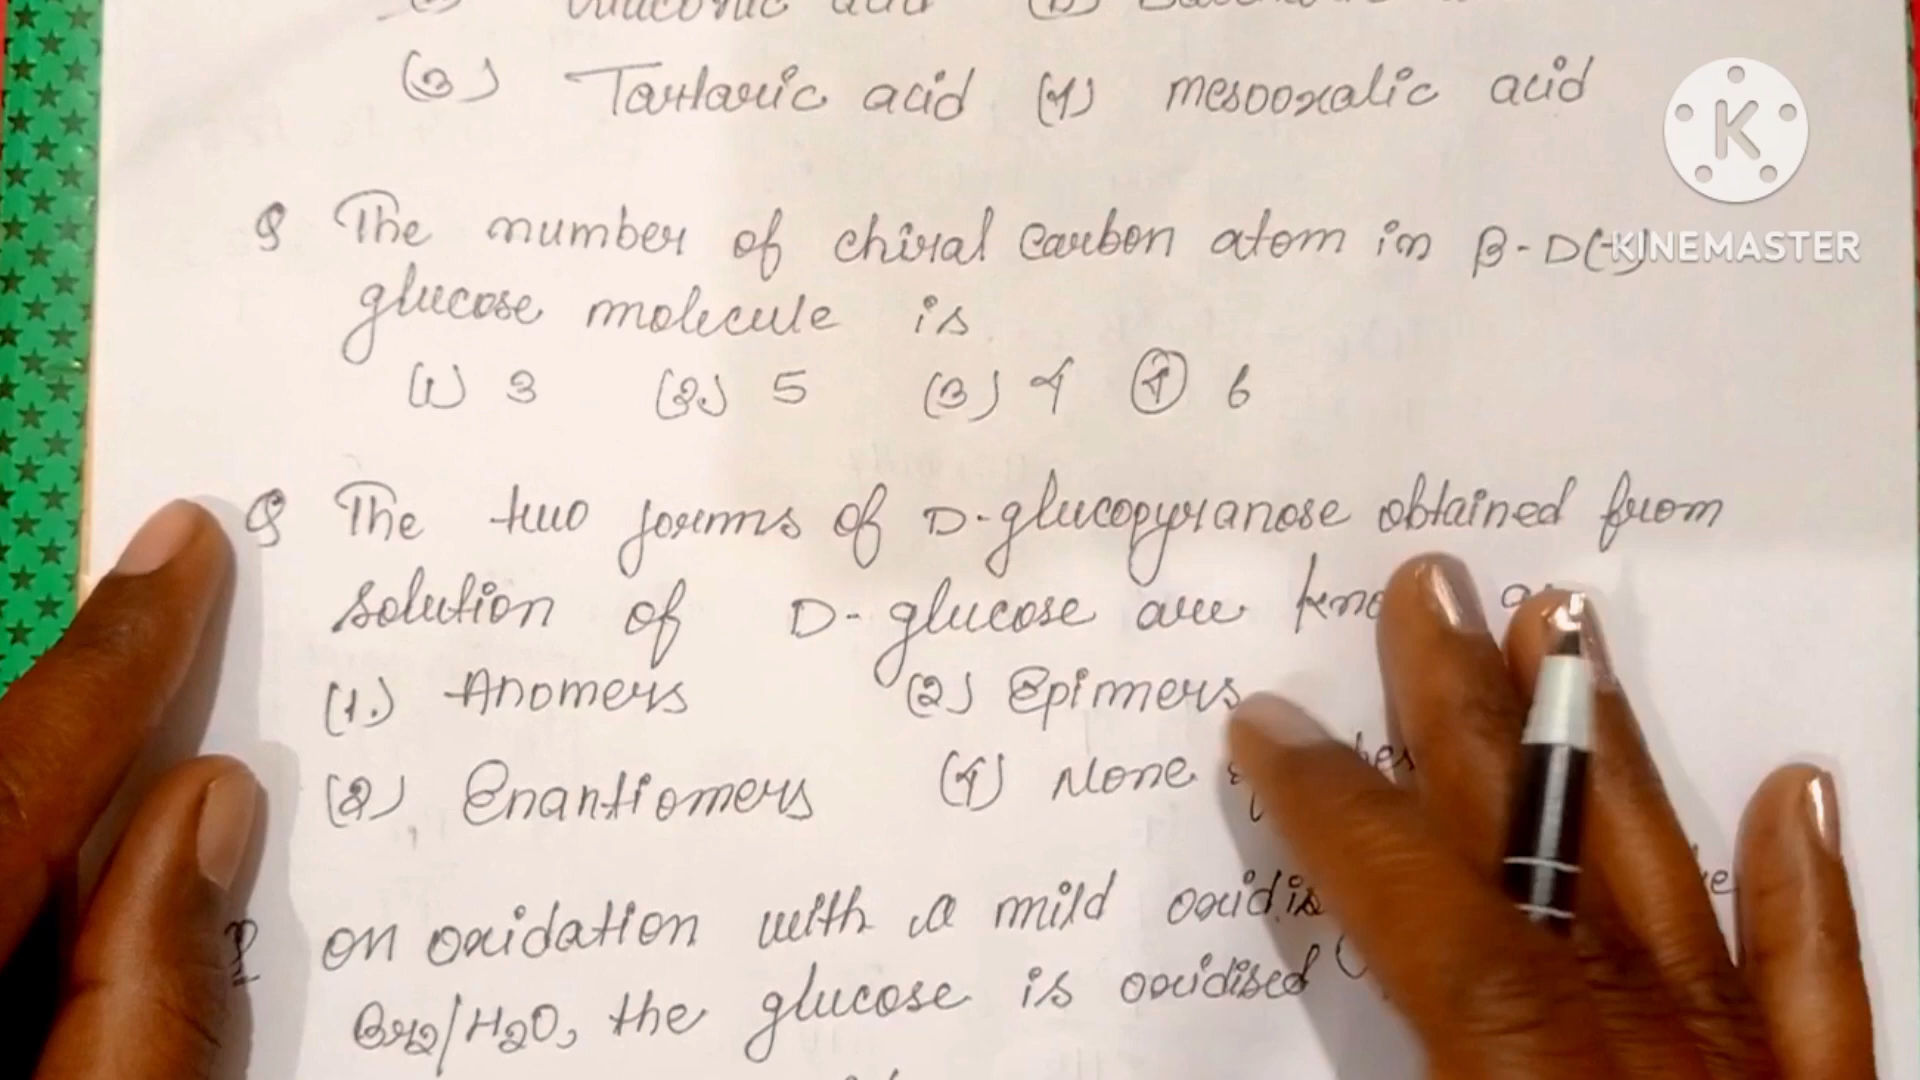 (3) Tartaric acid (4) mesooxalic acid
K
KINEMASTER
Q The number of chiral carbon atom in β-D(+)
glucose molecule is
(1) 3 (2) 5 (3) 4 (4) 6
Q The two forms of D-glucopyranose obtained from
solution of D-glucose are
(1.) Anomers (2) Epimers
(3) Enantiomers (4) None
on oxidation with a mild
Br2/H2O, the glucose is oxidised